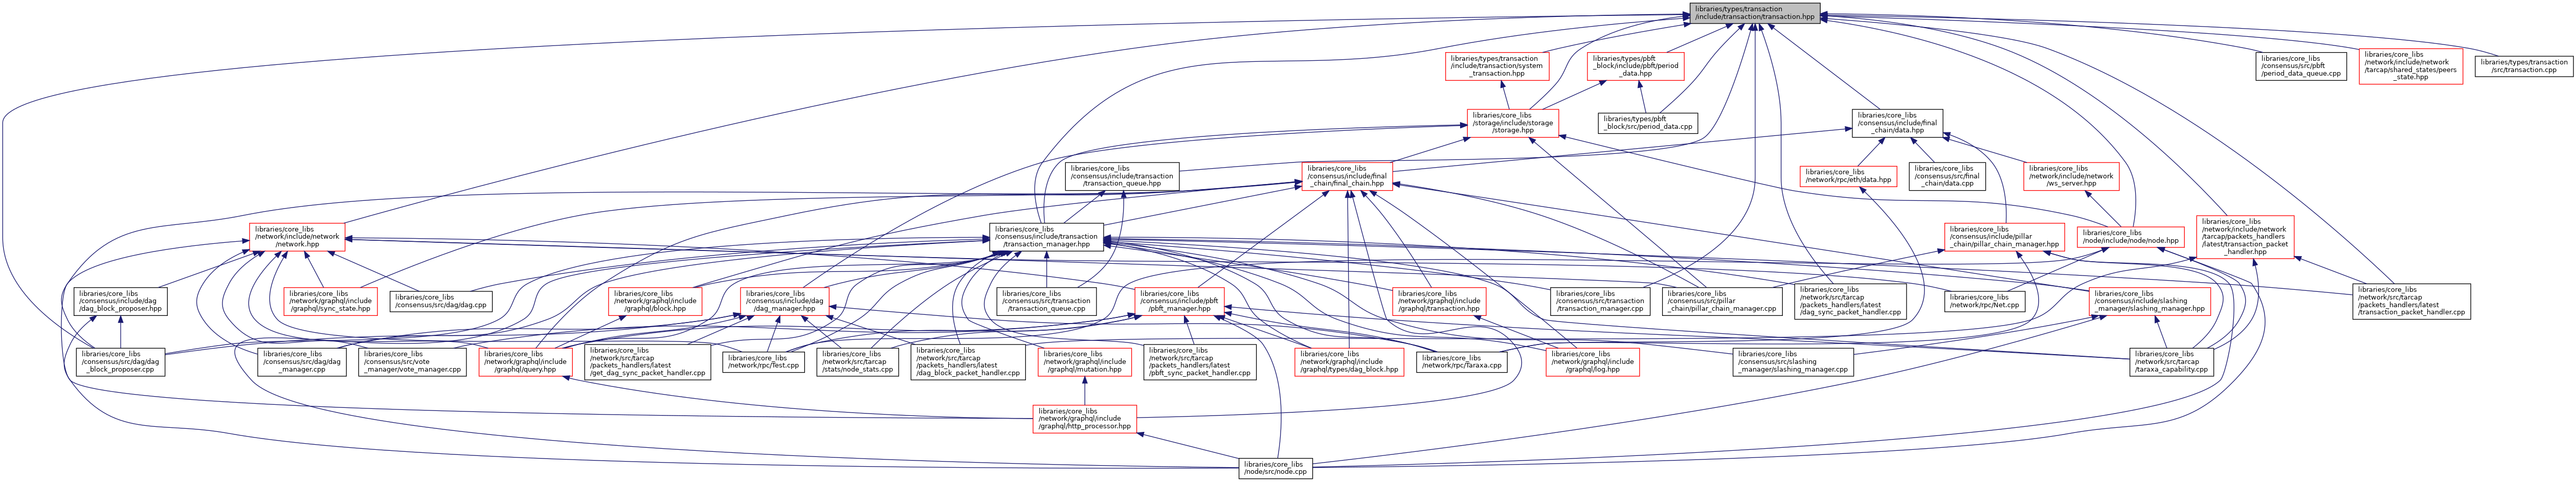 libraries/types/transaction
/include/transaction/transaction.hpp
libraries/types/transaction
/include/transaction/system
_transaction.hpp
libraries/types/pbft
_block/include/pbft/period
_data.hpp
libraries/core_libs
/consensus/src/pbft
/period_data_queue.cpp
libraries/core_libs
/network/include/network
/tarcap/shared_states/peers
_state.hpp
libraries/types/transaction
/src/transaction.cpp
libraries/core_libs
/storage/include/storage
/storage.hpp
libraries/types/pbft
_block/src/period_data.cpp
libraries/core_libs
/consensus/include/final
_chain/data.hpp
libraries/core_libs
/consensus/include/transaction
/transaction_queue.hpp
libraries/core_libs
/consensus/include/final
_chain/final_chain.hpp
libraries/core_libs
/network/rpc/eth/data.hpp
libraries/core_libs
/consensus/src/final
_chain/data.cpp
libraries/core_libs
/network/include/network
/ws_server.hpp
libraries/core_libs
/network/include/network
/network.hpp
libraries/core_libs
/consensus/include/transaction
/transaction_manager.hpp
libraries/core_libs
/consensus/include/pillar
_chain/pillar_chain_manager.hpp
libraries/core_libs
/node/include/node/node.hpp
libraries/core_libs
/network/include/network
/tarcap/packets_handlers
/latest/transaction_packet
_handler.hpp
libraries/core_libs
/consensus/include/dag
/dag_block_proposer.hpp
libraries/core_libs
/network/graphql/include
/graphql/sync_state.hpp
libraries/core_libs
/consensus/src/dag/dag.cpp
libraries/core_libs
/network/graphql/include
/graphql/block.hpp
libraries/core_libs
/consensus/include/dag
/dag_manager.hpp
libraries/core_libs
/consensus/src/transaction
/transaction_queue.cpp
libraries/core_libs
/consensus/include/pbft
/pbft_manager.hpp
libraries/core_libs
/network/graphql/include
/graphql/transaction.hpp
libraries/core_libs
/consensus/src/transaction
/transaction_manager.cpp
libraries/core_libs
/consensus/src/pillar
_chain/pillar_chain_manager.cpp
libraries/core_libs
/network/src/tarcap
/packets_handlers/latest
/dag_sync_packet_handler.cpp
libraries/core_libs
/network/rpc/Net.cpp
libraries/core_libs
/consensus/include/slashing
_manager/slashing_manager.hpp
libraries/core_libs
/network/src/tarcap
/packets_handlers/latest
/transaction_packet_handler.cpp
libraries/core_libs
/consensus/src/dag/dag
_block_proposer.cpp
libraries/core_libs
/consensus/src/dag/dag
_manager.cpp
libraries/core_libs
/consensus/src/vote
_manager/vote_manager.cpp
libraries/core_libs
/network/graphql/include
/graphql/query.hpp
libraries/core_libs
/network/src/tarcap
/packets_handlers/latest
/get_dag_sync_packet_handler.cpp
libraries/core_libs
/network/rpc/Test.cpp
libraries/core_libs
/network/src/tarcap
/stats/node_stats.cpp
libraries/core_libs
/network/src/tarcap
/packets_handlers/latest
/dag_block_packet_handler.cpp
libraries/core_libs
/network/graphql/include
/graphql/mutation.hpp
libraries/core_libs
/network/src/tarcap
/packets_handlers/latest
/pbft_sync_packet_handler.cpp
libraries/core_libs
/network/graphql/include
/graphql/types/dag_block.hpp
libraries/core_libs
/network/rpc/Taraxa.cpp
libraries/core_libs
/network/graphql/include
/graphql/log.hpp
libraries/core_libs
/consensus/src/slashing
_manager/slashing_manager.cpp
libraries/core_libs
/network/src/tarcap
/taraxa_capability.cpp
libraries/core_libs
/network/graphql/include
/graphql/http_processor.hpp
libraries/core_libs
/node/src/node.cpp